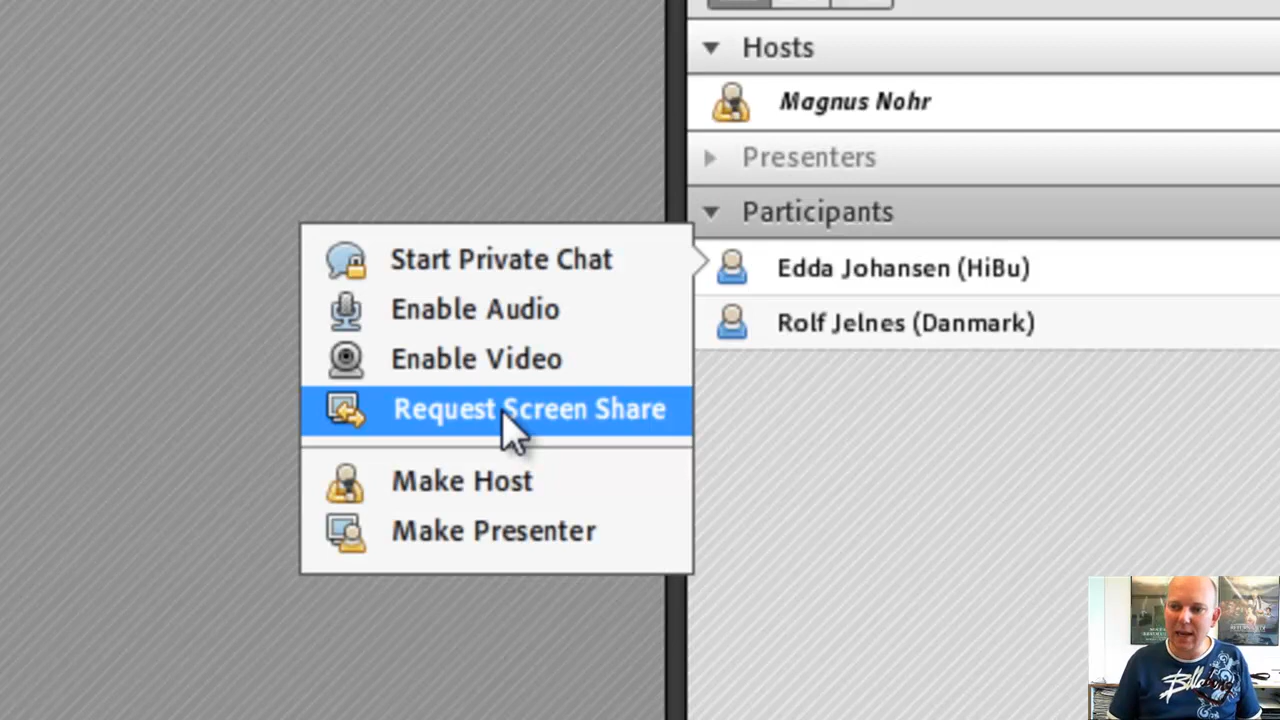 Hosts
Magnus Nohr
Presenters
Participants
Edda Johansen (HiBu)
Rolf Jelnes (Danmark)
Start Private Chat
Enable Audio
Enable Video
Request Screen Share
Make Host
Make Presenter